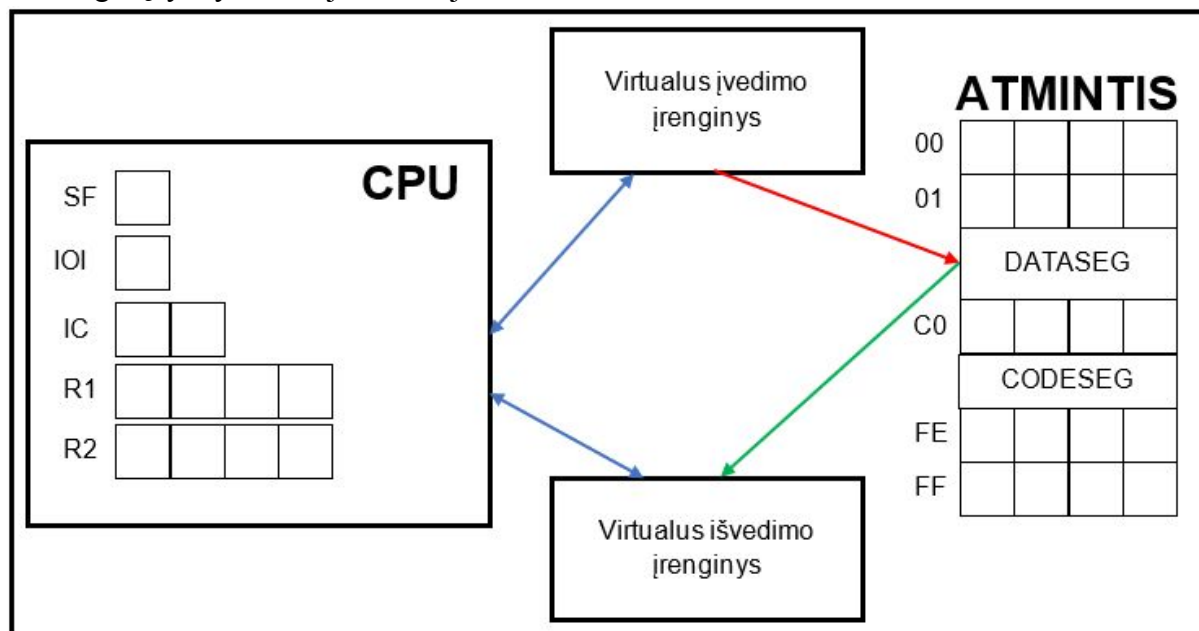 Virtualus įvedimo
įrenginys
ATMINTIS
00
01
DATASEG
C0
CODESEG
FE
FF
CPU
SF
IOI
IC
R1
R2
Virtualus išvedimo
įrenginys